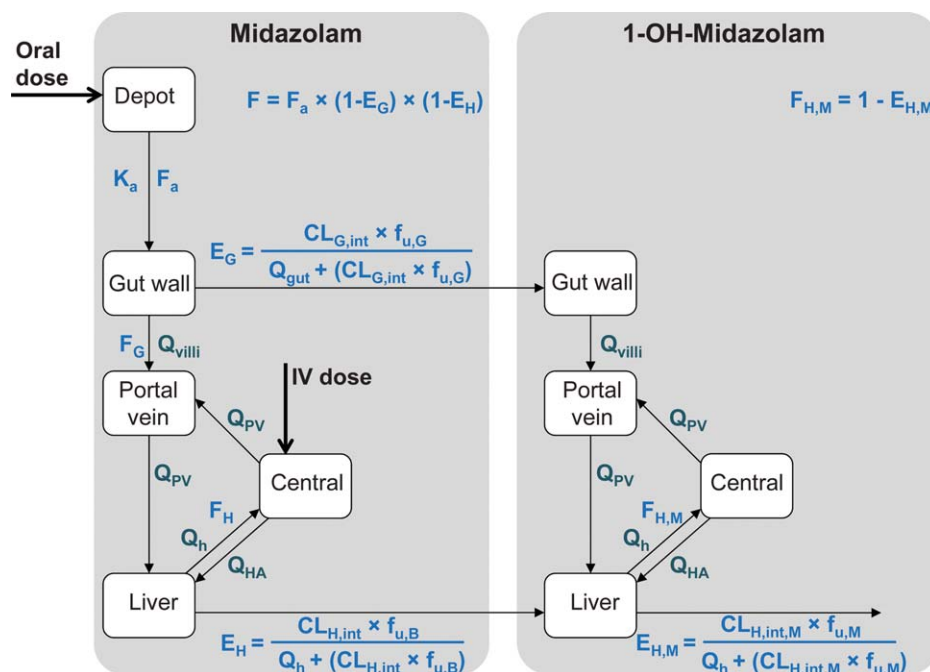 Midazolam
1-OH-Midazolam
Oral
dose
Depot
F = Fa × (1-EG) × (1-EH)
FH,M = 1 - EH,M
Ka Fa
EG = CLG,int × fu,G
Qgut + (CLG,int × fu,G)
Gut wall
Gut wall
FG Qvilli
Qvilli
IV dose
Portal
vein
Portal
vein
QPV
QPV
QPV
Central
QPV
Central
FH
FH,M
Qh
Qh
QHA
QHA
Liver
Liver
EH = CLH,int × fu,B
Qh + (CLH,int × fu,B)
EH,M = CLH,int,M × fu,M
Qh + (CLH,int,M × fu,M)